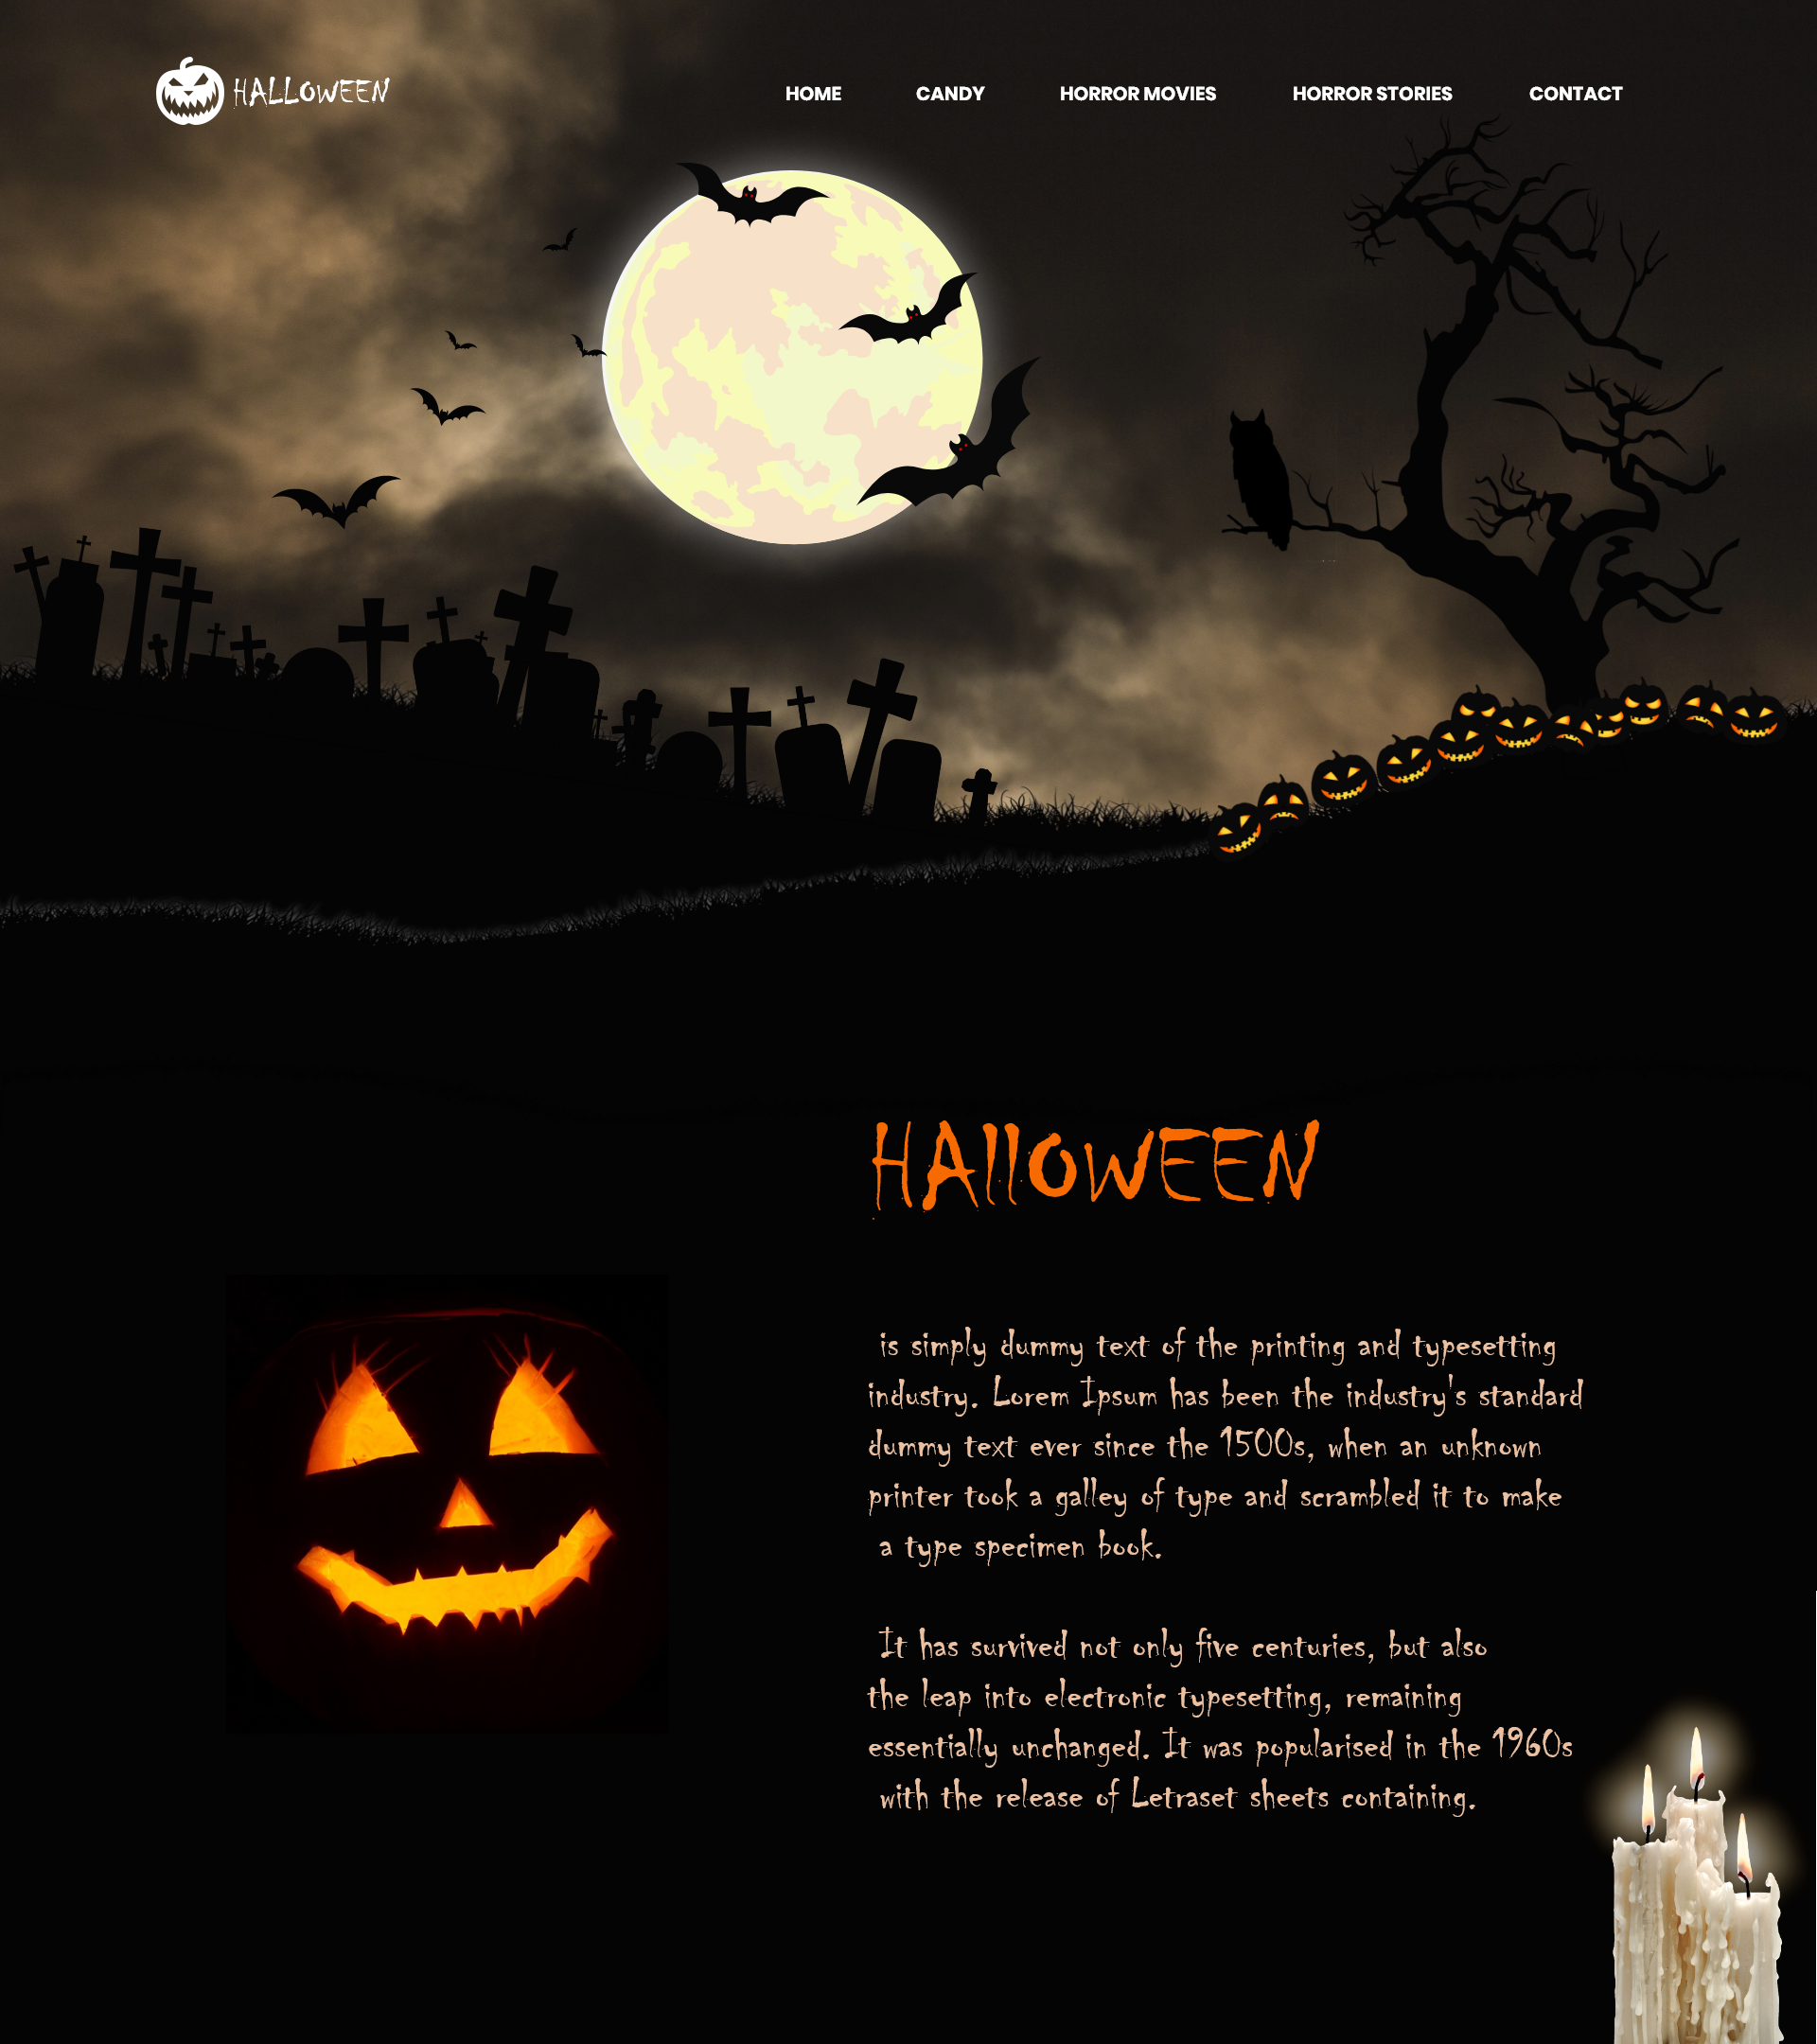 HALLOWEEN
HOME CANDY HORROR MOVIES HORROR STORIES CONTACT
HAllOWEEN
is simply dummy text of the printing and typesetting
industry. Lorem Ipsum has been the industry's standard
dummy text ever since the 1500s, when an unknown
printer took a galley of type and scrambled it to make
a type specimen book.
It has survived not only five centuries, but also
the leap into electronic typesetting, remaining
essentially unchanged. It was popularised in the 1960s
with the release of Letraset sheets containing.